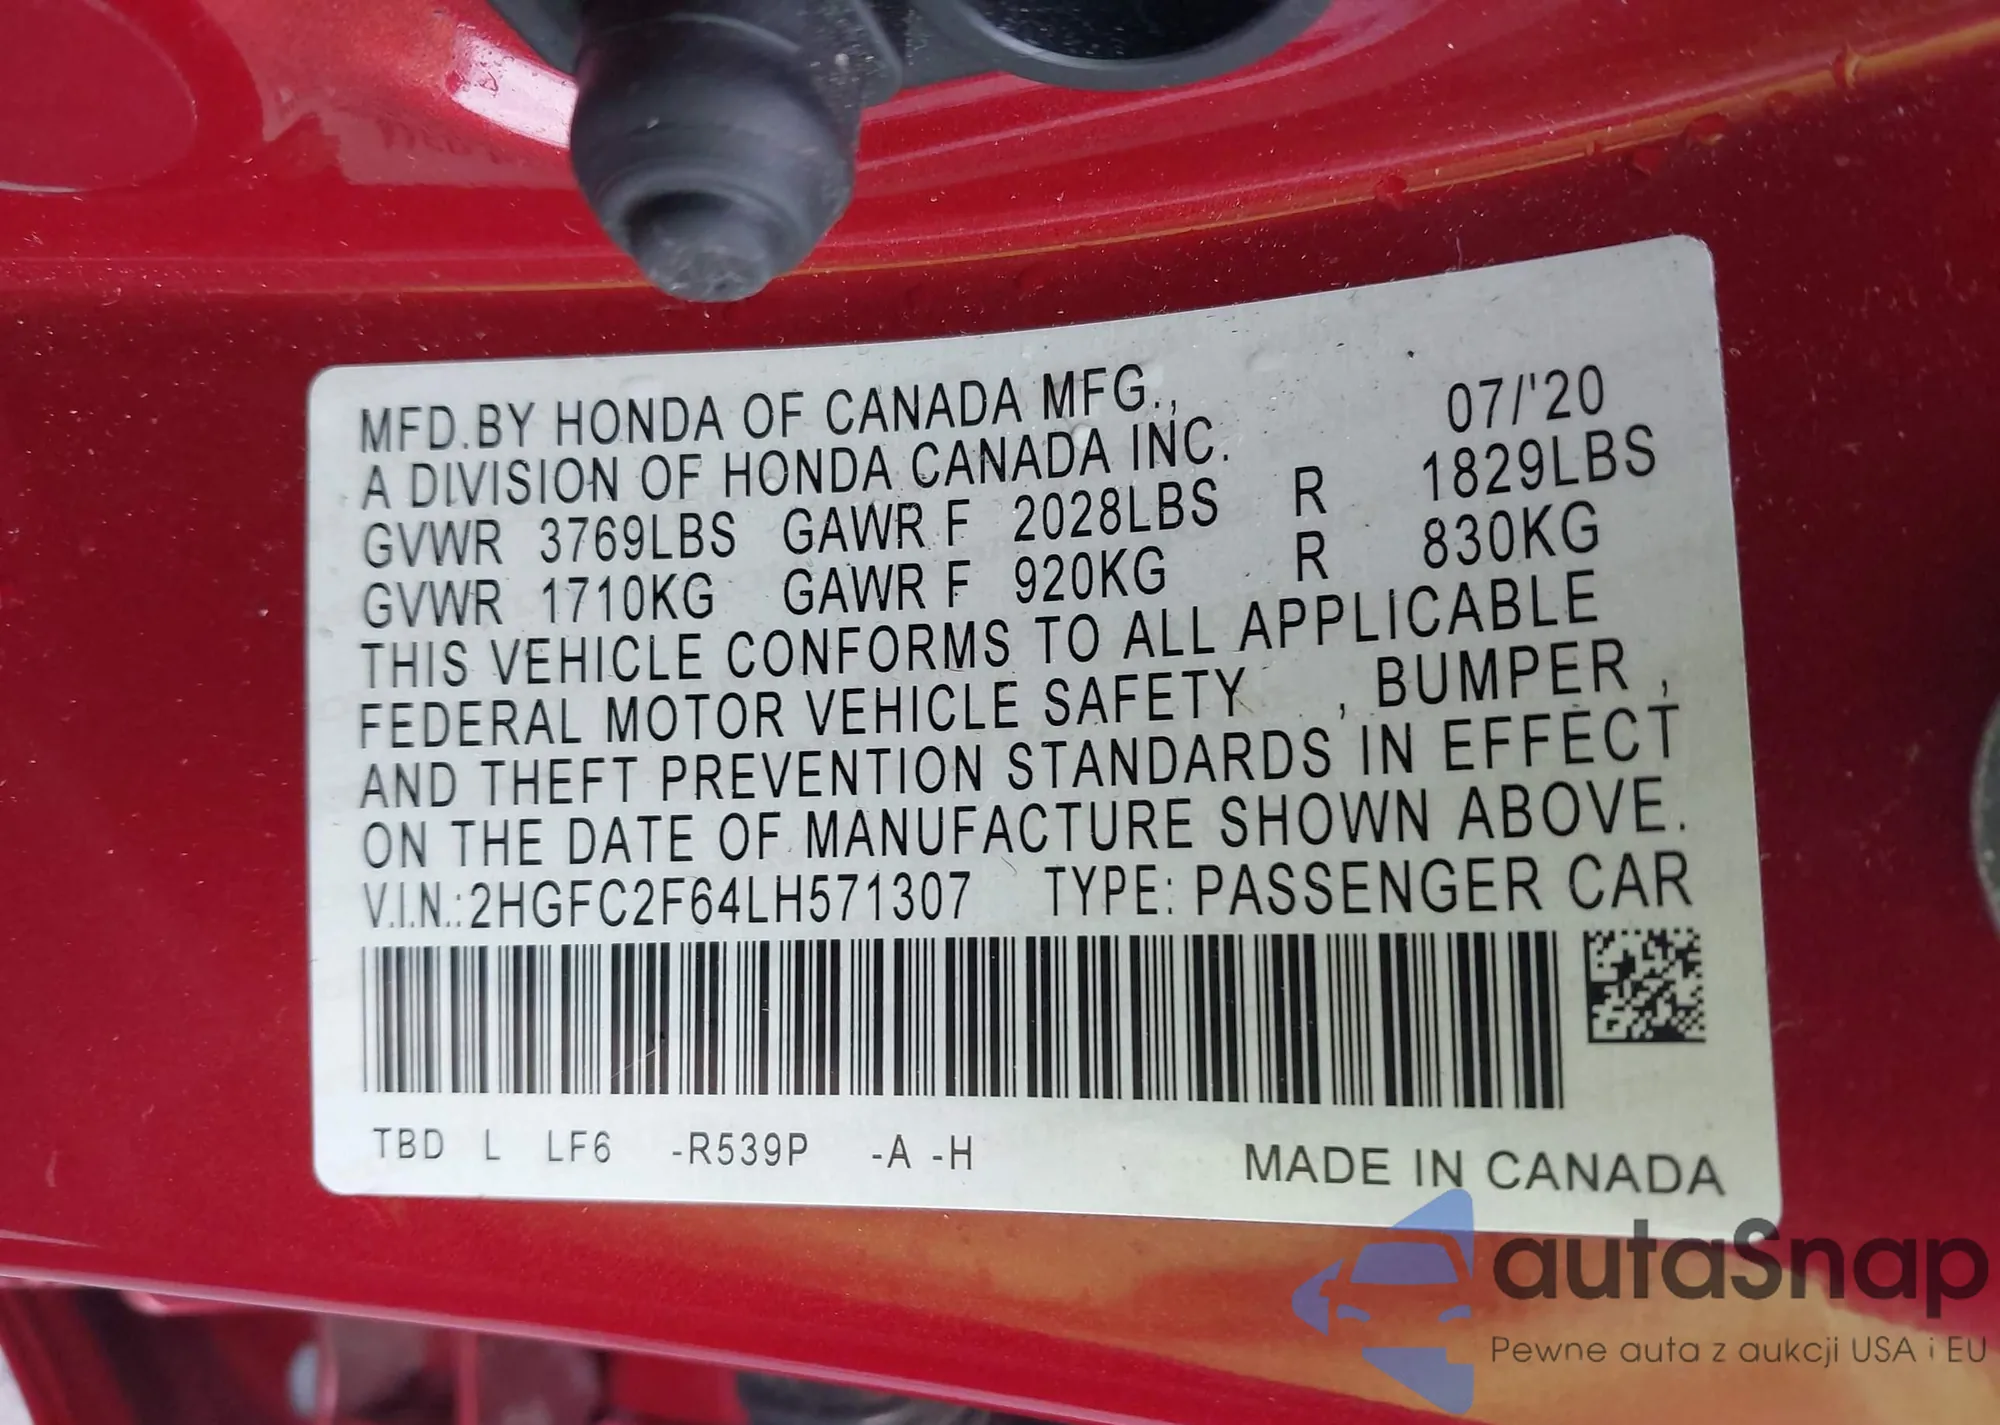 MFD.BY HONDA OF CANADA MFG., 07/'20
A DIVISION OF HONDA CANADA INC.
GVWR 3769LBS GAWR F 2028LBS R 1829LBS
GVWR 1710KG GAWR F 920KG R 830KG
THIS VEHICLE CONFORMS TO ALL APPLICABLE
FEDERAL MOTOR VEHICLE SAFETY , BUMPER ,
AND THEFT PREVENTION STANDARDS IN EFFECT
ON THE DATE OF MANUFACTURE SHOWN ABOVE.
V.I.N.:2HGFC2F64LH571307 TYPE: PASSENGER CAR
TBD L LF6 -R539P -A -H
MADE IN CANADA
autaSnap
Pewne auta z aukcji USA i EU